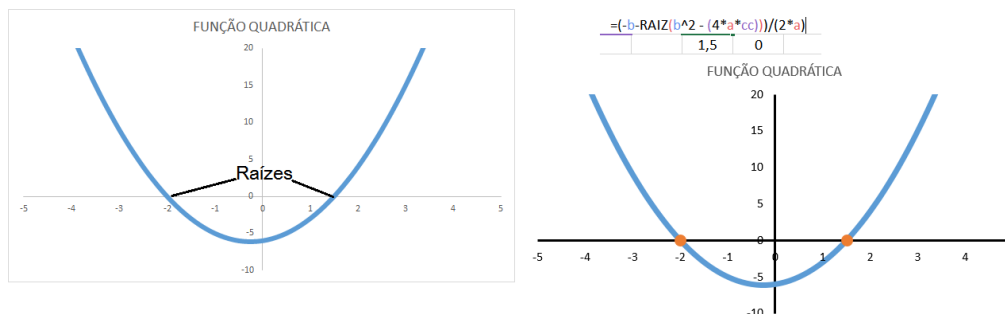 FUNÇÃO QUADRÁTICA
20
15
10
5
Raízes
0
-5 -4 -3 -2 -1 0 1 2 3 4 5
-5
-10
=(-b-RAIZ(b^2 - (4*a*cc)))/(2*a)
1,5 0
FUNÇÃO QUADRÁTICA
20
15
10
5
0
-5 -4 -3 -2 -1 0 1 2 3 4
-5
-10